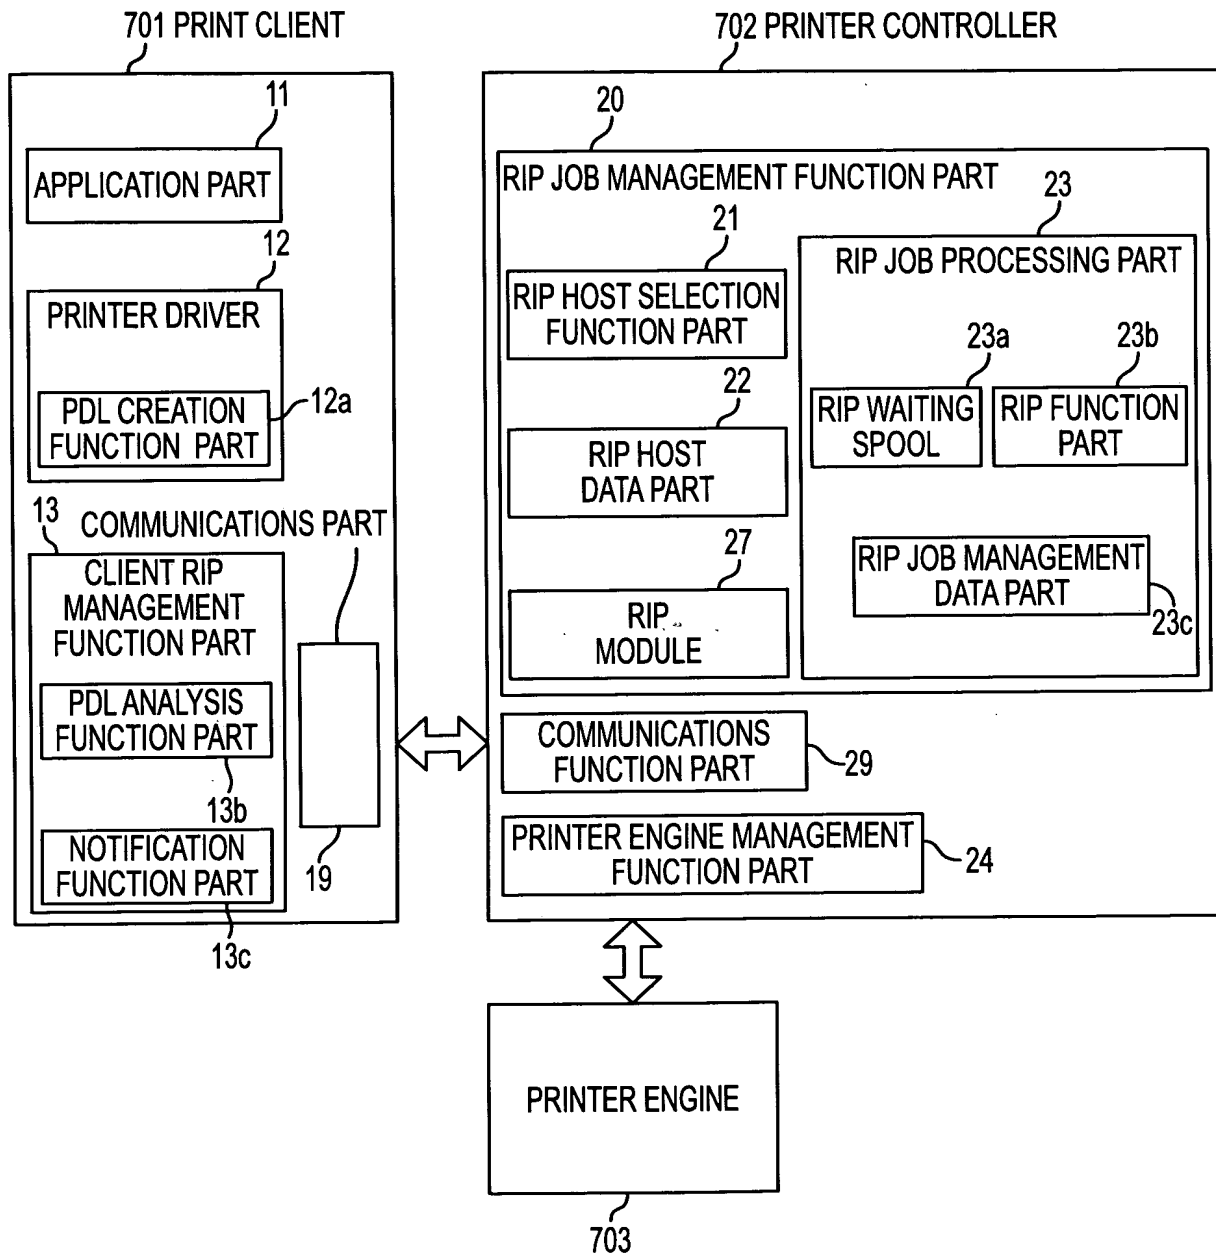 701 PRINT CLIENT
11
APPLICATION PART
12
PRINTER DRIVER
PDL CREATION
FUNCTION PART
12a
13
COMMUNICATIONS PART
CLIENT RIP
MANAGEMENT
FUNCTION PART
PDL ANALYSIS
FUNCTION PART
13b
NOTIFICATION
FUNCTION PART
13c
19
702 PRINTER CONTROLLER
20
RIP JOB MANAGEMENT FUNCTION PART
21
RIP HOST SELECTION
FUNCTION PART
22
RIP HOST
DATA PART
27
RIP
MODULE
23
RIP JOB PROCESSING PART
23a
RIP WAITING
SPOOL
23b
RIP FUNCTION
PART
RIP JOB MANAGEMENT
DATA PART
23c
COMMUNICATIONS
FUNCTION PART
29
PRINTER ENGINE MANAGEMENT
FUNCTION PART
24
PRINTER ENGINE
703